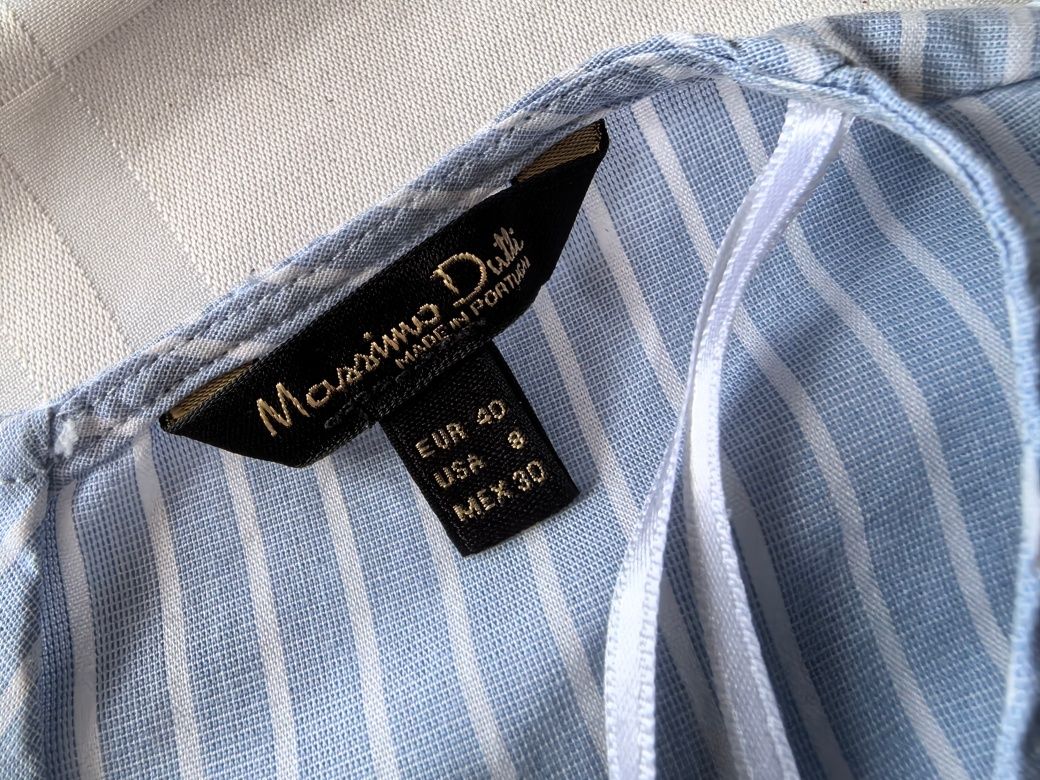 Massimo Dutti
MADE IN PORTUGAL
EUR 40
USA 8
MEX 30